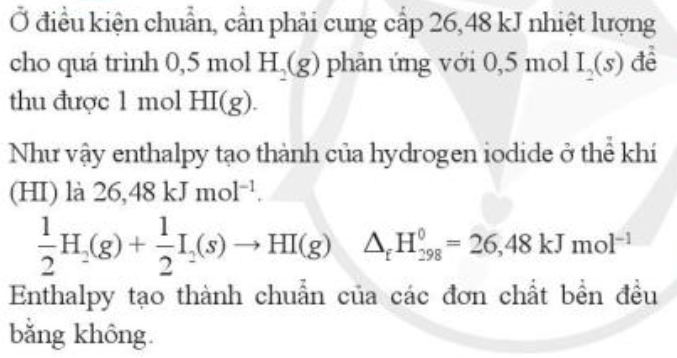 Ở điều kiện chuẩn, cần phải cung cấp 26,48 kJ nhiệt lượng
cho quá trình 0,5 mol H₂(g) phản ứng với 0,5 mol I₂(s) để
thu được 1 mol HI(g).
Như vậy enthalpy tạo thành của hydrogen iodide ở thể khí
(HI) là 26,48 kJ mol⁻¹.
1/2 H₂(g) + 1/2 I₂(s) → HI(g) ΔfH⁰₂₉₈ = 26,48 kJ mol⁻¹
Enthalpy tạo thành chuẩn của các đơn chất bền đều
bằng không.